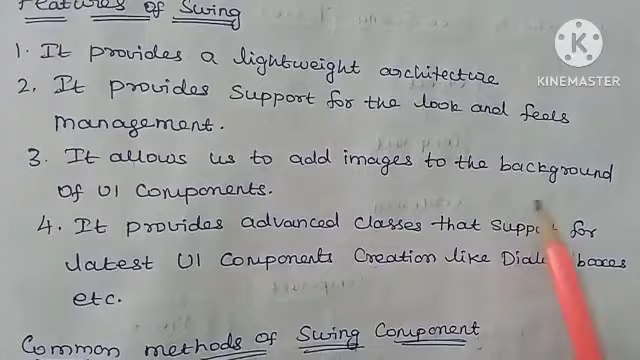 Features of Swing
K
KINEMASTER
1. It provides a lightweight architecture
2. It provides support for the look and feels
management.
3. It allows us to add images to the background
of UI Components.
4. It provides advanced classes that support for
latest UI Components Creation like Dialog boxes
etc.
Common methods of Swing Component